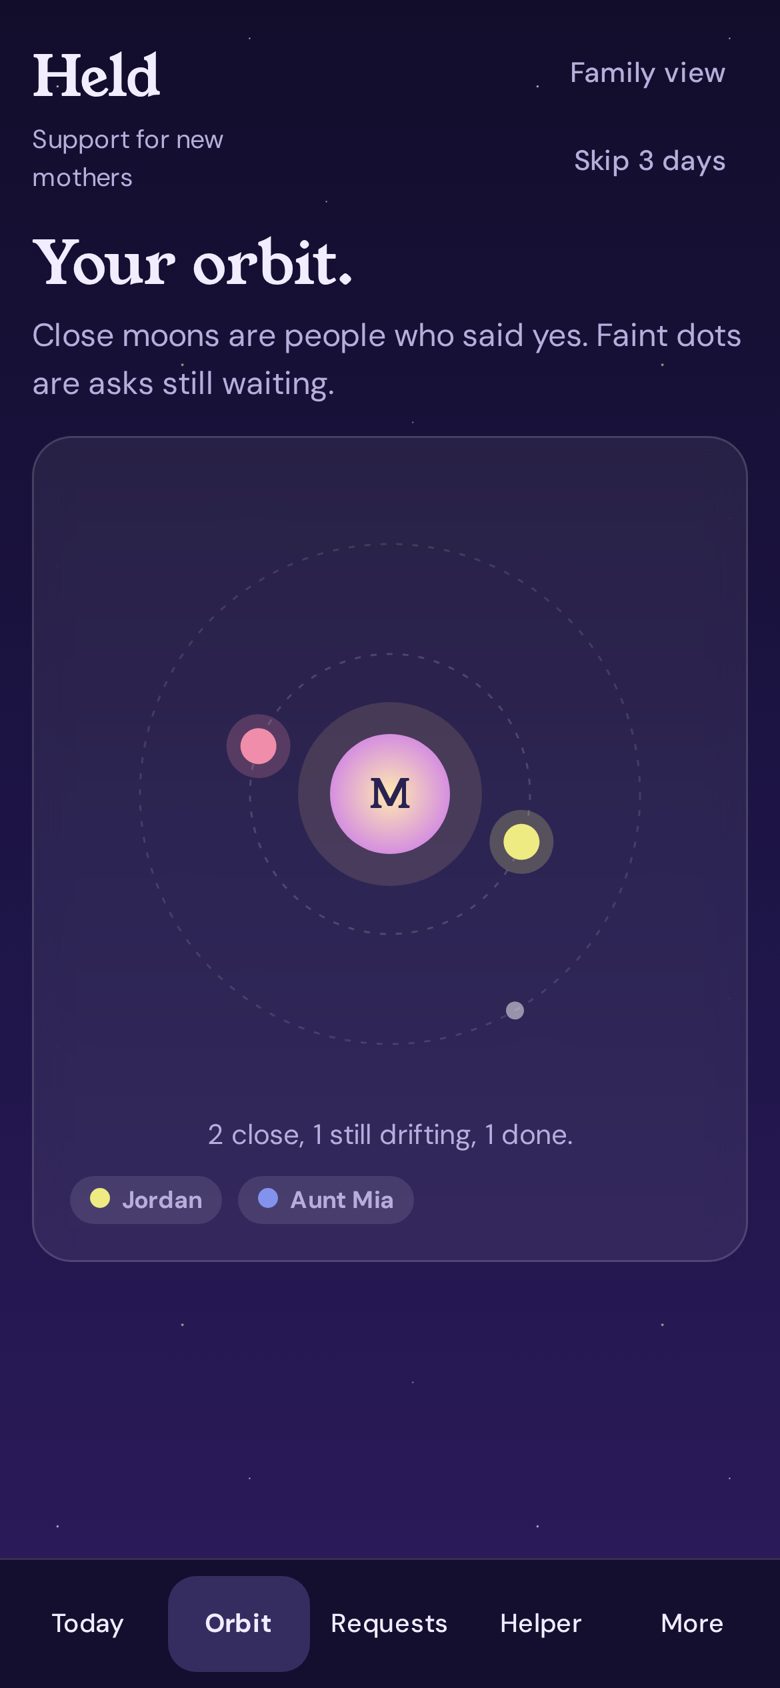 Held
Family view
Support for new
mothers
Skip 3 days
Your orbit.
Close moons are people who said yes. Faint dots
are asks still waiting.
M
2 close, 1 still drifting, 1 done.
Jordan
Aunt Mia
Today
Orbit
Requests
Helper
More